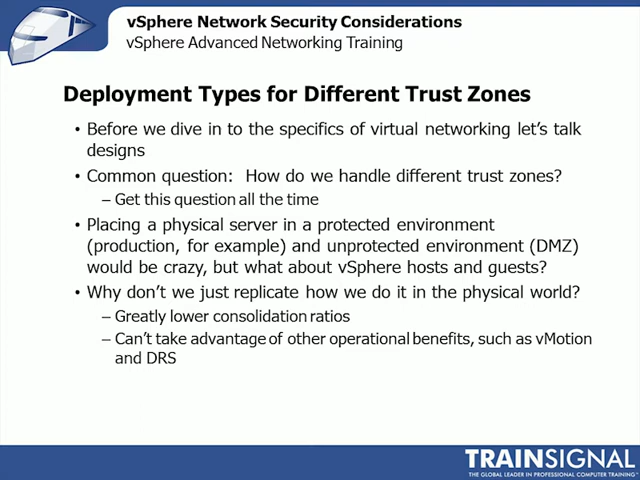 vSphere Network Security Considerations
vSphere Advanced Networking Training
Deployment Types for Different Trust Zones
• Before we dive in to the specifics of virtual networking let's talk
designs
• Common question: How do we handle different trust zones?
– Get this question all the time
• Placing a physical server in a protected environment
(production, for example) and unprotected environment (DMZ)
would be crazy, but what about vSphere hosts and guests?
• Why don't we just replicate how we do it in the physical world?
– Greatly lower consolidation ratios
– Can't take advantage of other operational benefits, such as vMotion
and DRS
TRAINSIGNAL
THE GLOBAL LEADER IN PROFESSIONAL COMPUTER TRAINING